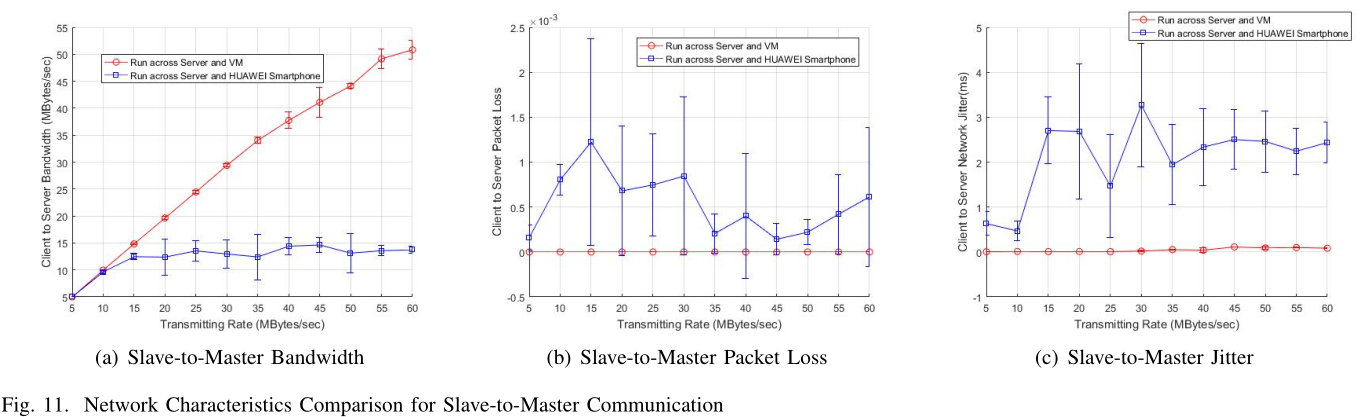 Client to Server Bandwidth (MBytes/sec)
55
50
45
40
35
30
25
20
15
10
5
Run across Server and VM
Run across Server and HUAWEI Smartphone
5 10 15 20 25 30 35 40 45 50 55 60
Transmitting Rate (MBytes/sec)
(a) Slave-to-Master Bandwidth
×10⁻³
Client to Server Packet Loss
2.5
2
1.5
1
0.5
0
-0.5
Run across Server and VM
Run across Server and HUAWEI Smartphone
5 10 15 20 25 30 35 40 45 50 55 60
Transmitting Rate (MBytes/sec)
(b) Slave-to-Master Packet Loss
Client to Server Network Jitter(ms)
5
4
3
2
1
0
-1
Run across Server and VM
Run across Server and HUAWEI Smartphone
5 10 15 20 25 30 35 40 45 50 55 60
Transmitting Rate (MBytes/sec)
(c) Slave-to-Master Jitter
Fig. 11. Network Characteristics Comparison for Slave-to-Master Communication